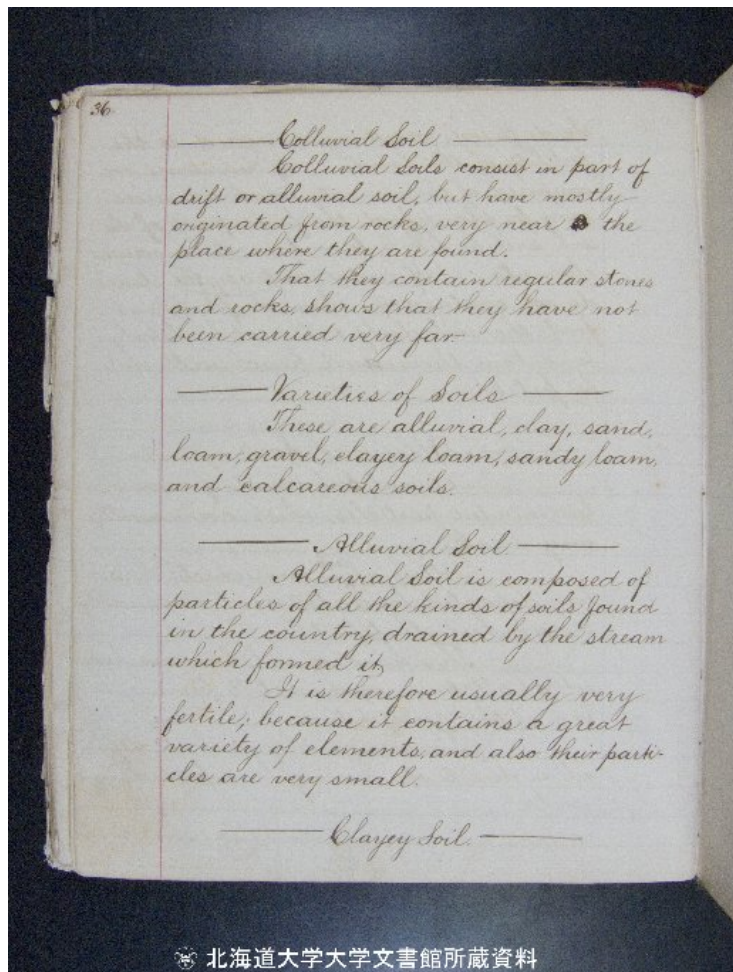 36
Colluvial Soil
Colluvial Soils consist in part of
drift or alluvial soil, but have mostly
originated from rocks, very near the
place where they are found.
That they contain regular stones
and rocks, shows that they have not
been carried very far
Varieties of Soils
These are alluvial, clay, sand,
loam, gravel, clayey loam, sandy loam,
and calcareous soils.
Alluvial Soil
Alluvial Soil is composed of
particles of all the kinds of soils found
in the country, drained by the stream
which formed it,
It is therefore usually very
fertile; because it contains a great
variety of elements, and also their parti-
cles are very small.
Clayey Soil.
北海道大学大学文書館所蔵資料